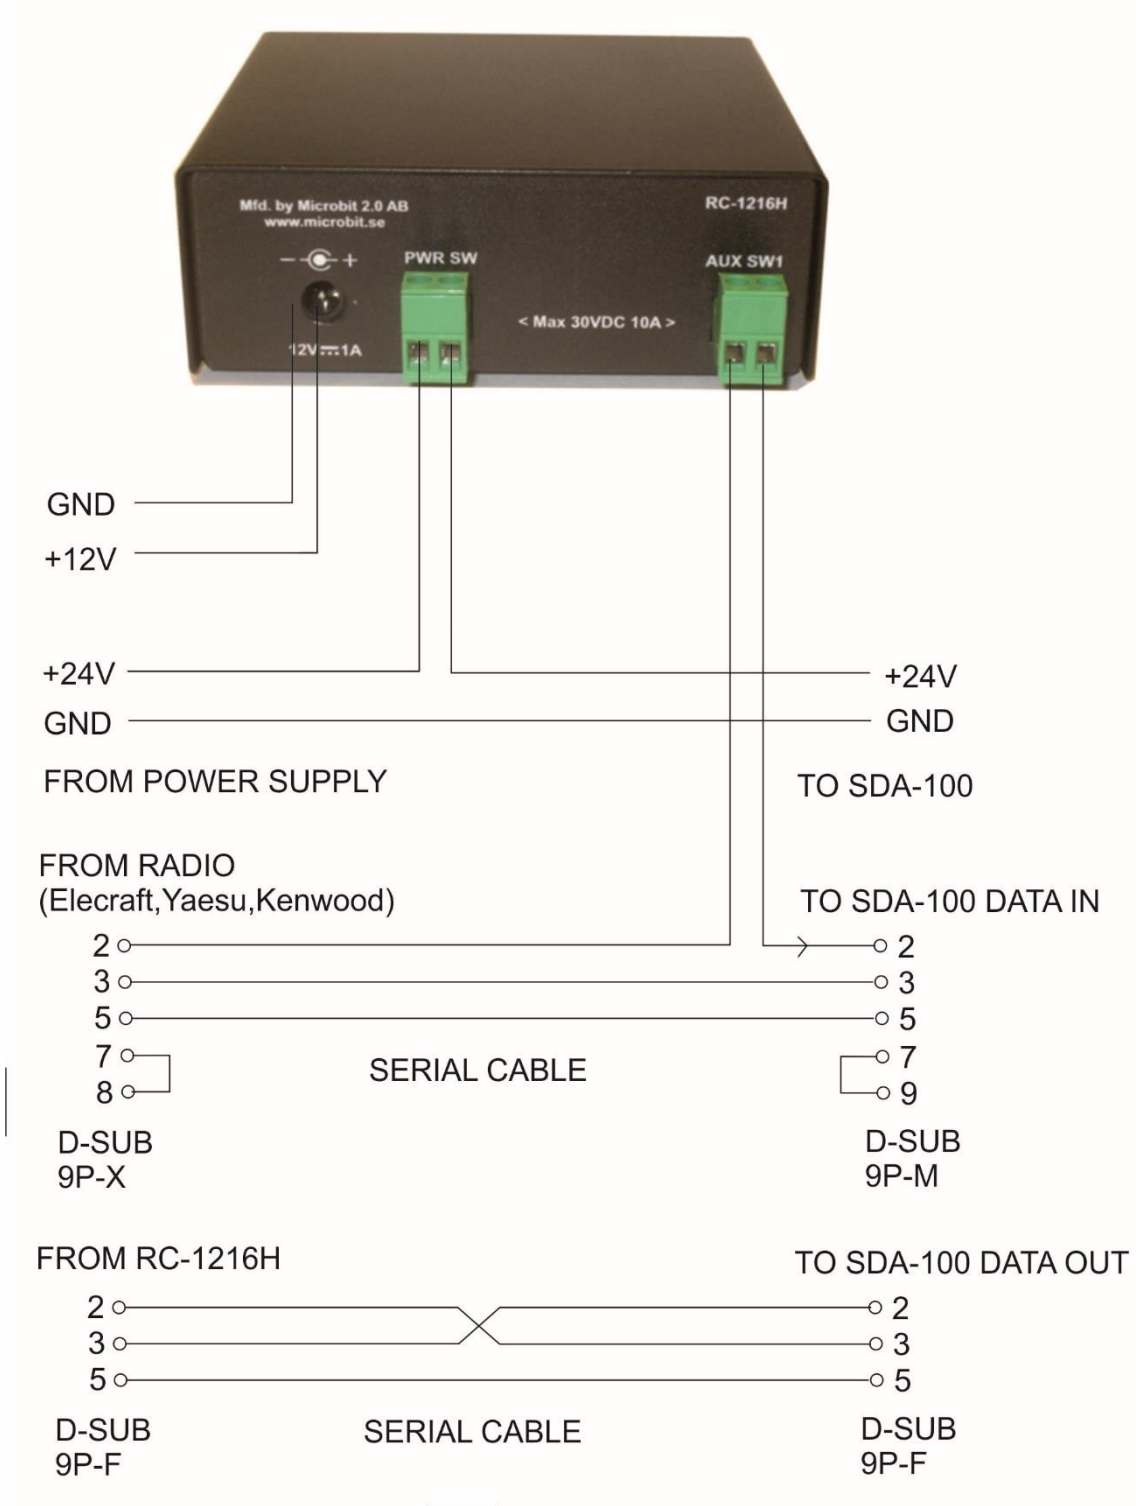 Mfd. by Microbit 2.0 AB
www.microbit.se
RC-1216H
- +
PWR SW
AUX SW1
< Max 30VDC 10A >
12V 1A
GND
+12V
+24V
+24V
GND
GND
FROM POWER SUPPLY
TO SDA-100
FROM RADIO
(Elecraft,Yaesu,Kenwood)
TO SDA-100 DATA IN
2
2
3
3
5
5
7
7
SERIAL CABLE
8
9
D-SUB
9P-X
D-SUB
9P-M
FROM RC-1216H
TO SDA-100 DATA OUT
2
2
3
3
5
5
D-SUB
9P-F
SERIAL CABLE
D-SUB
9P-F